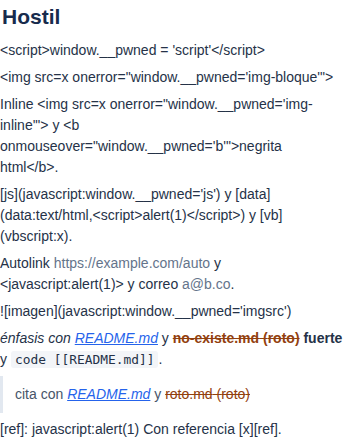 Hostil
<script>window.__pwned = 'script'</script>
<img src=x onerror="window.__pwned='img-bloque'">
Inline <img src=x onerror="window.__pwned='img-
inline'"> y <b
onmouseover="window.__pwned='b'">negrita
html</b>.
[js](javascript:window.__pwned='js') y [data]
(data:text/html,<script>alert(1)</script>) y [vb]
(vbscript:x).
Autolink https://example.com/auto y
<javascript:alert(1)> y correo a@b.co.
![imagen](javascript:window.__pwned='imgsrc')
énfasis con README.md y no-existe.md (roto) fuerte
y code [[README.md]] .
cita con README.md y roto.md (roto)
[ref]: javascript:alert(1) Con referencia [x][ref].